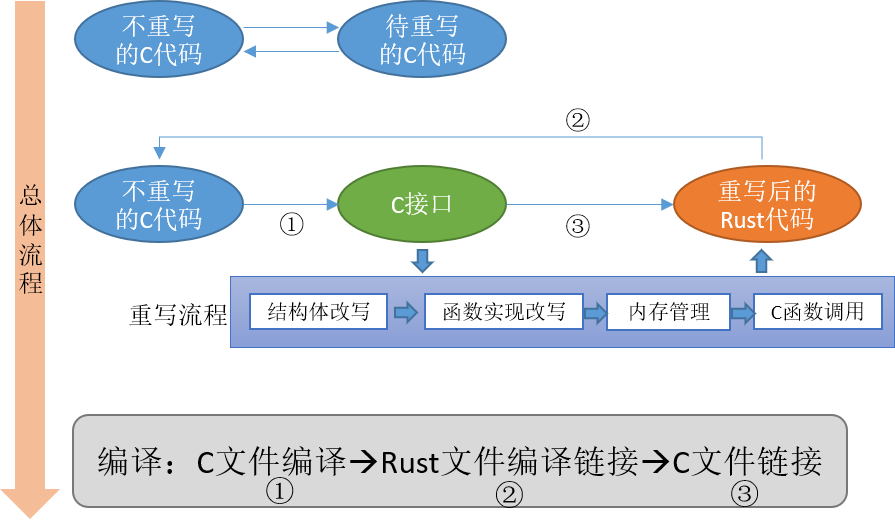 不重写
的C代码
待重写
的C代码
②
总体流程
不重写
的C代码
①
C接口
③
重写后的
Rust代码
重写流程
结构体改写
函数实现改写
内存管理
C函数调用
编译：C文件编译→Rust文件编译链接→C文件链接
① ② ③